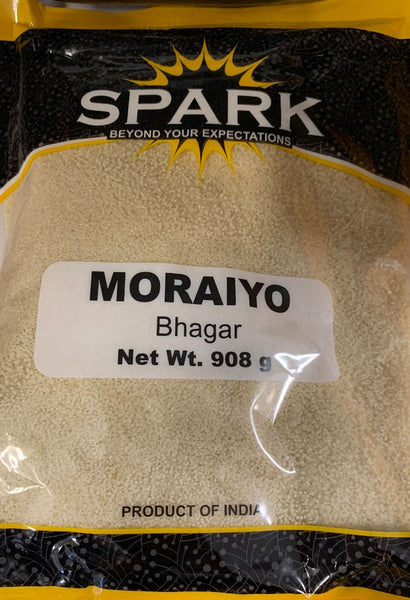 SPARK
BEYOND YOUR EXPECTATIONS
MORAIYO
Bhagar
Net Wt. 908 g
PRODUCT OF INDIA